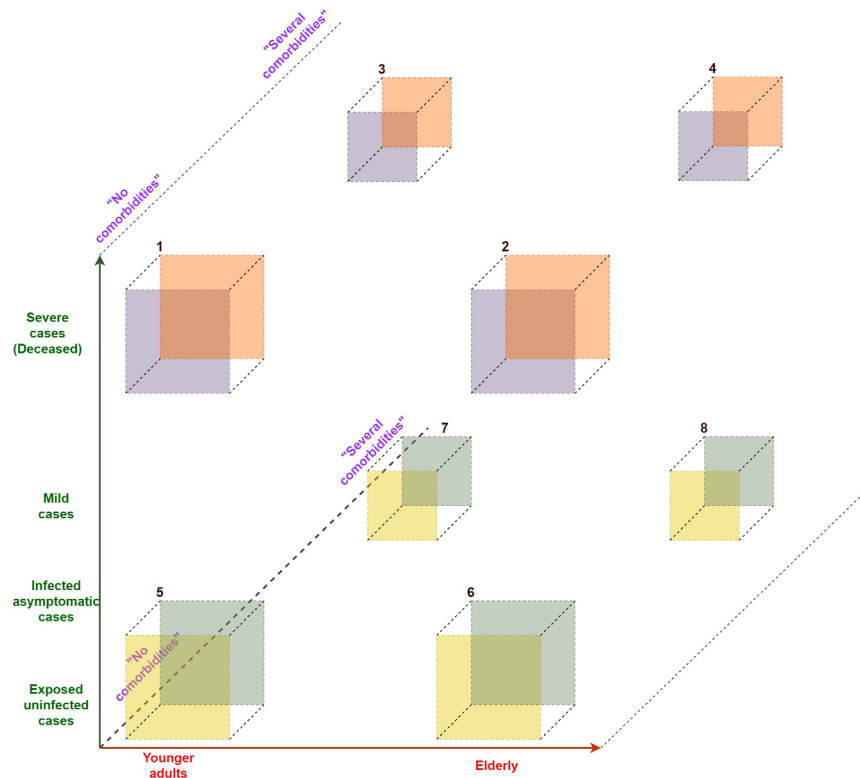 "Several
comorbidities"
3
4
"No
comorbidities"
1
2
Severe
cases
(Deceased)
"Several
comorbidities"
7
8
Mild
cases
Infected
asymptomatic
cases
5
6
"No
comorbidities"
Exposed
uninfected
cases
Younger
adults
Elderly